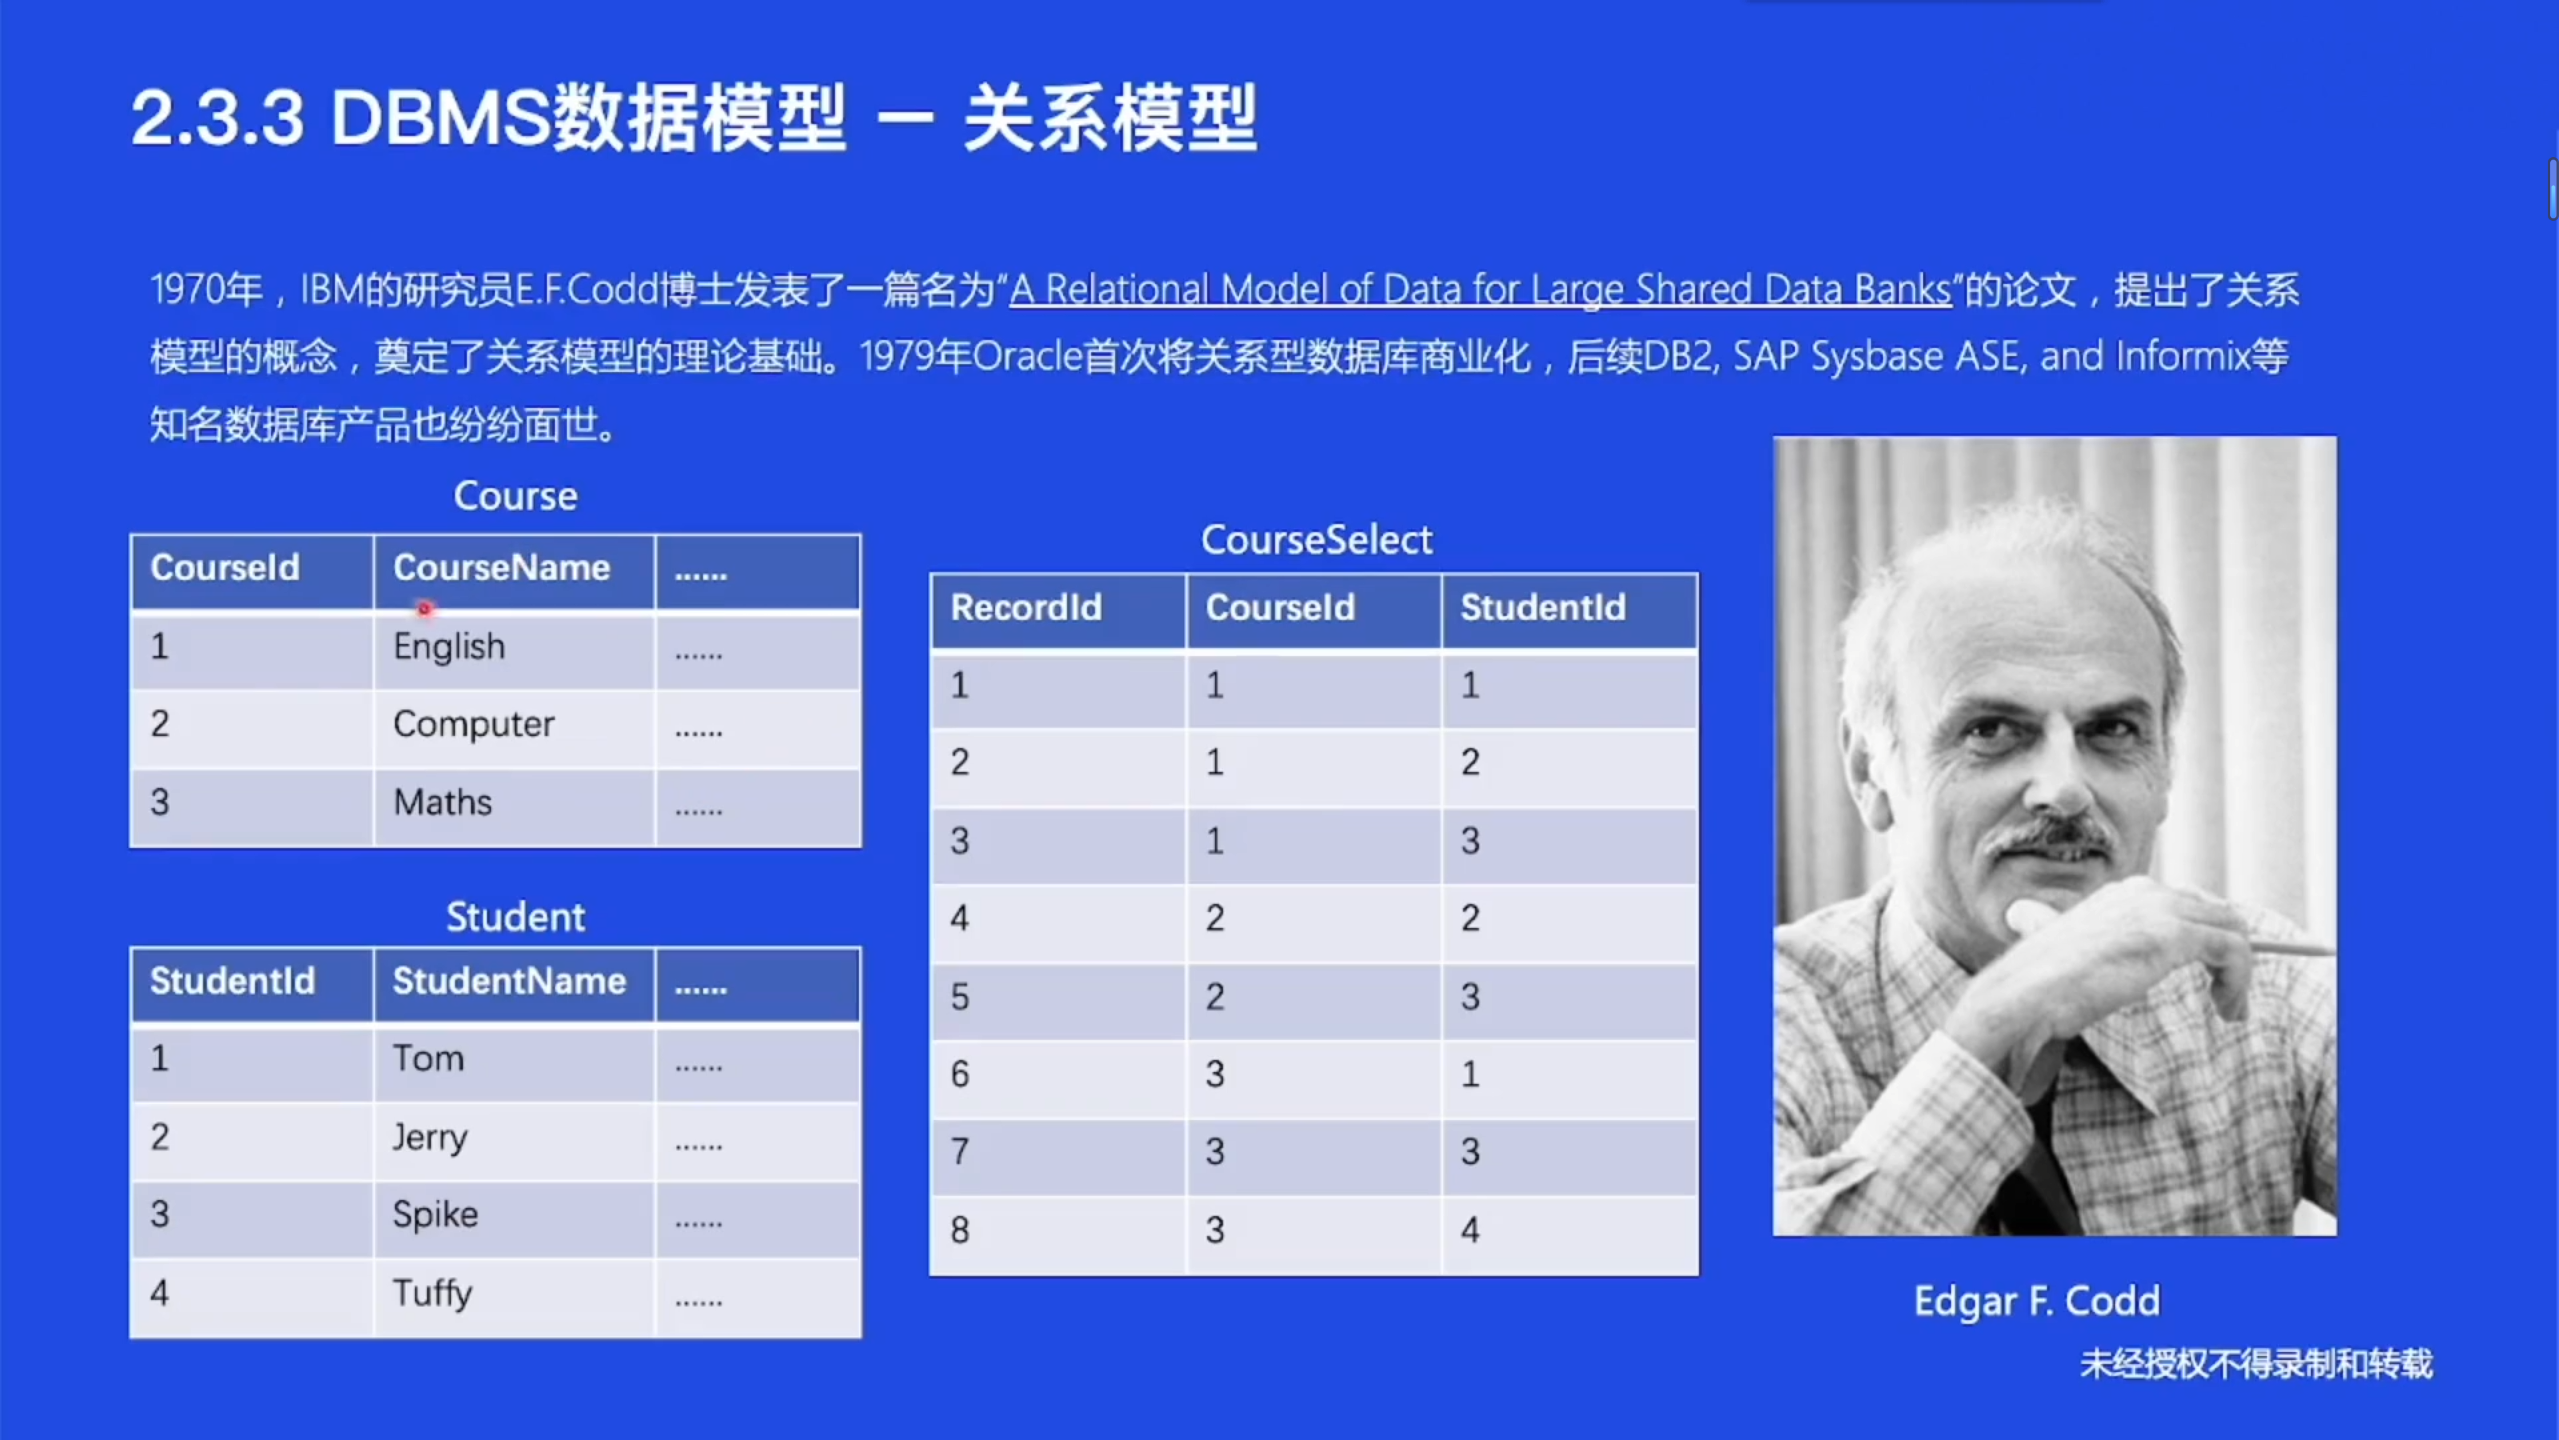 2.3.3 DBMS数据模型 — 关系模型
1970年，IBM的研究员E.F.Codd博士发表了一篇名为“A Relational Model of Data for Large Shared Data Banks”的论文，提出了关系
模型的概念，奠定了关系模型的理论基础。1979年Oracle首次将关系型数据库商业化，后续DB2, SAP Sysbase ASE, and Informix等
知名数据库产品也纷纷面世。
Course
CourseId CourseName ......
1 English ......
2 Computer ......
3 Maths ......
Student
StudentId StudentName ......
1 Tom ......
2 Jerry ......
3 Spike ......
4 Tuffy ......
CourseSelect
RecordId CourseId StudentId
1 1 1
2 1 2
3 1 3
4 2 2
5 2 3
6 3 1
7 3 3
8 3 4
Edgar F. Codd
未经授权不得录制和转载